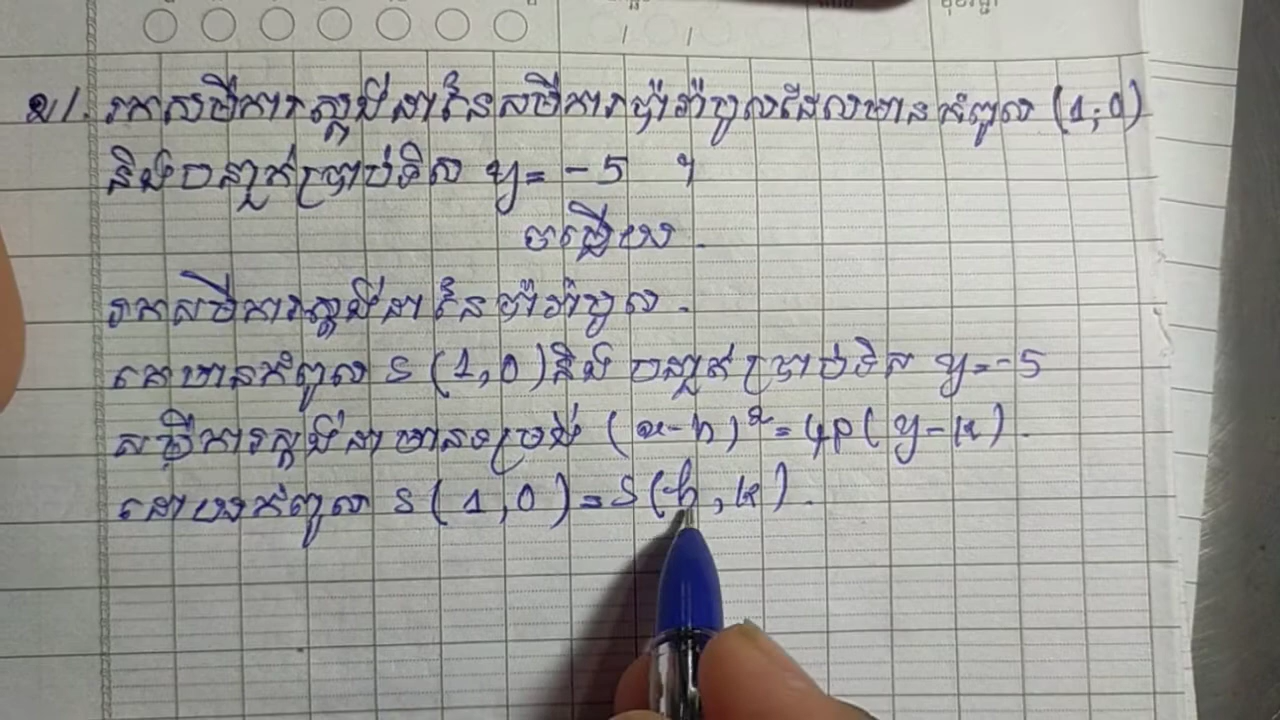 ២/. រកសមីការស្តង់ដានៃសមីការប៉ារ៉ាបូលដែលមានកំពូល (1; 0)
និងបន្ទាត់ប្រាប់ទិស y = -5 ។
ចម្លើយ .
រកសមីការស្តង់ដា នៃប៉ារ៉ាបូល .
គេមានកំពូល S (1, 0) និង បន្ទាត់ប្រាប់ទិស y = -5
សមីការស្តង់ដាមានទម្រង់ (x-h)² = 4p ( y-k ) .
ដោយកំពូល S ( 1, 0 ) = S (h, k) .